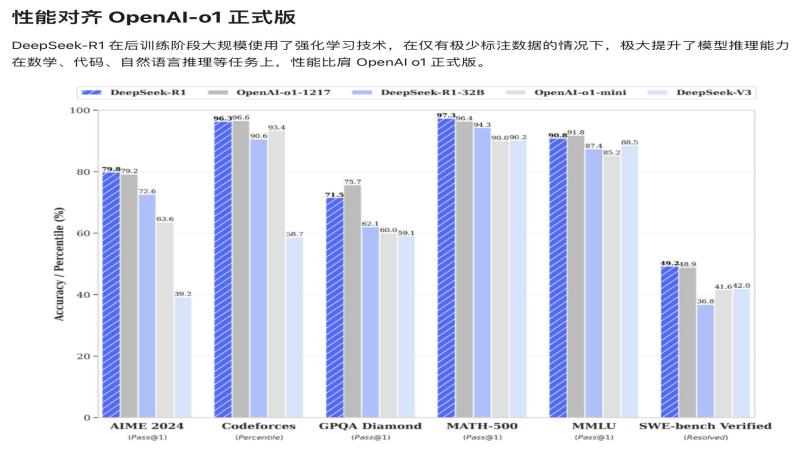 性能对齐 OpenAI-o1 正式版
DeepSeek-R1 在后训练阶段大规模使用了强化学习技术，在仅有极少标注数据的情况下，极大提升了模型推理能力
在数学、代码、自然语言推理等任务上，性能比肩 OpenAI o1 正式版。
DeepSeek-R1 OpenAI-o1-1217 DeepSeek-R1-32B OpenAI-o1-mini DeepSeek-V3
Accuracy / Percentile (%)
100
80
60
40
20
0
79.8 79.2 72.6 63.6 39.2
96.3 96.6 90.6 93.4 58.7
71.5 75.7 62.1 60.0 59.1
97.3 96.4 94.3 90.0 90.2
90.8 91.8 87.4 85.2 88.5
49.2 48.9 36.8 41.6 42.0
AIME 2024 Codeforces GPQA Diamond MATH-500 MMLU SWE-bench Verified
(Pass@1) (Percentile) (Pass@1) (Pass@1) (Pass@1) (Resolved)